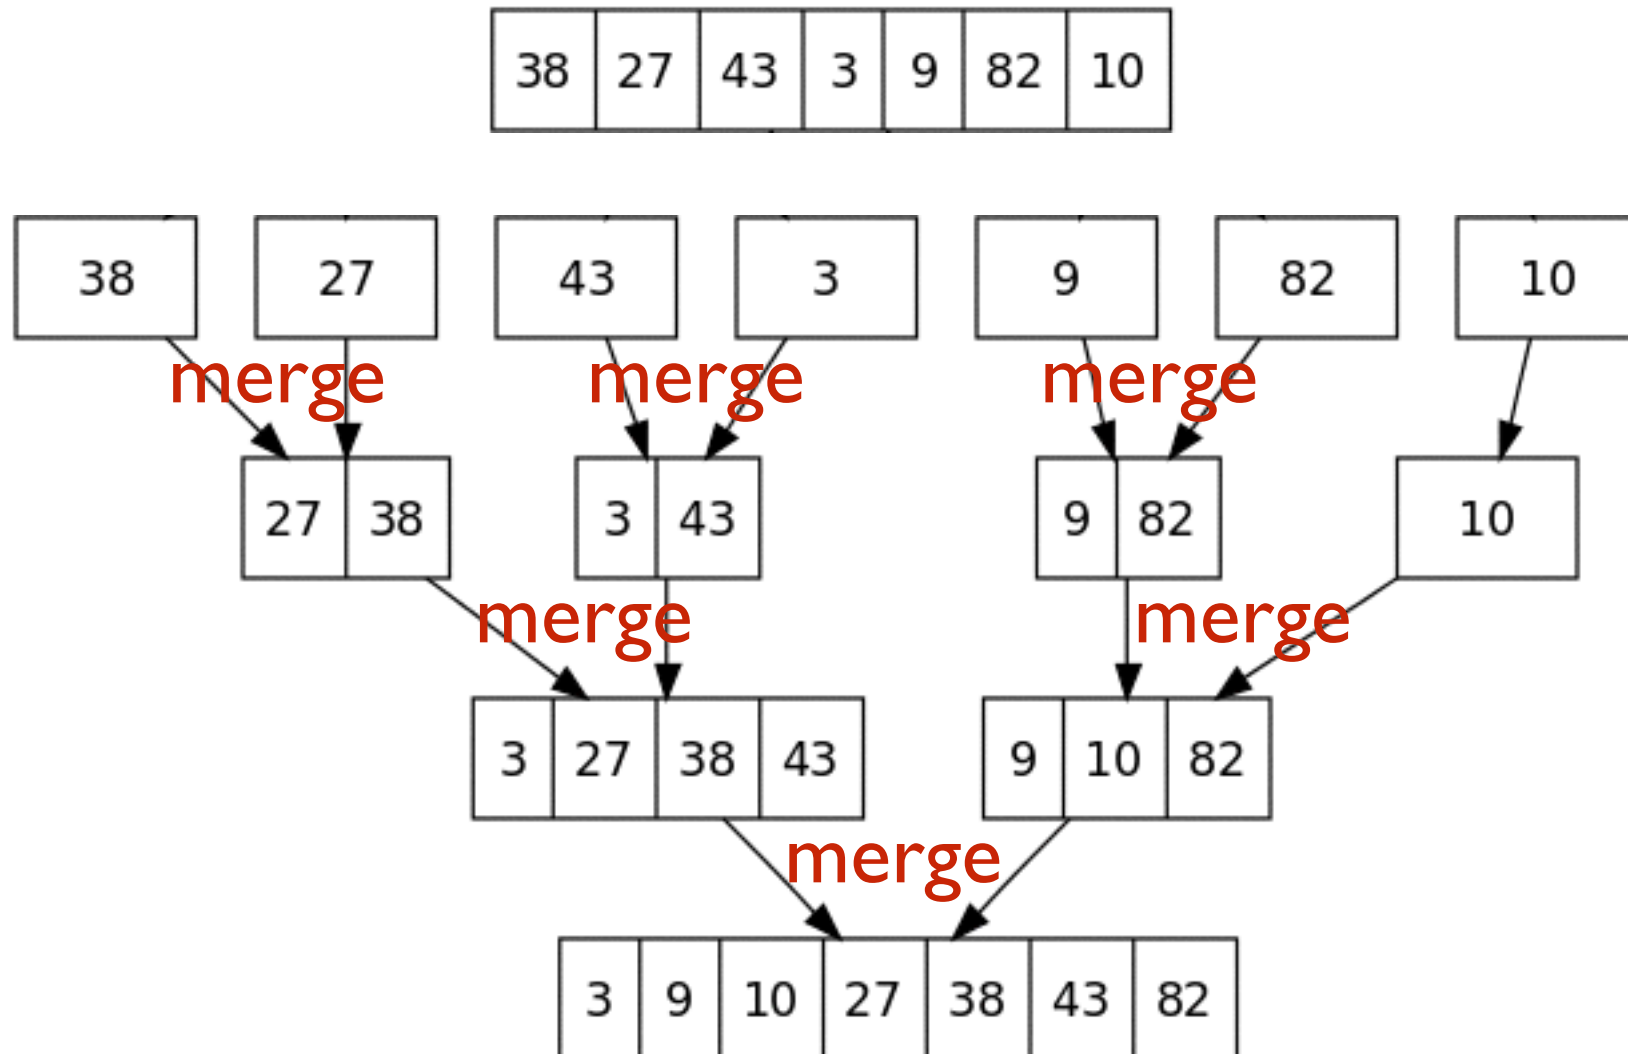 38 27 43 3 9 82 10
38 27 43 3 9 82 10
merge merge merge
27 38 3 43 9 82 10
merge merge
3 27 38 43 9 10 82
merge
3 9 10 27 38 43 82